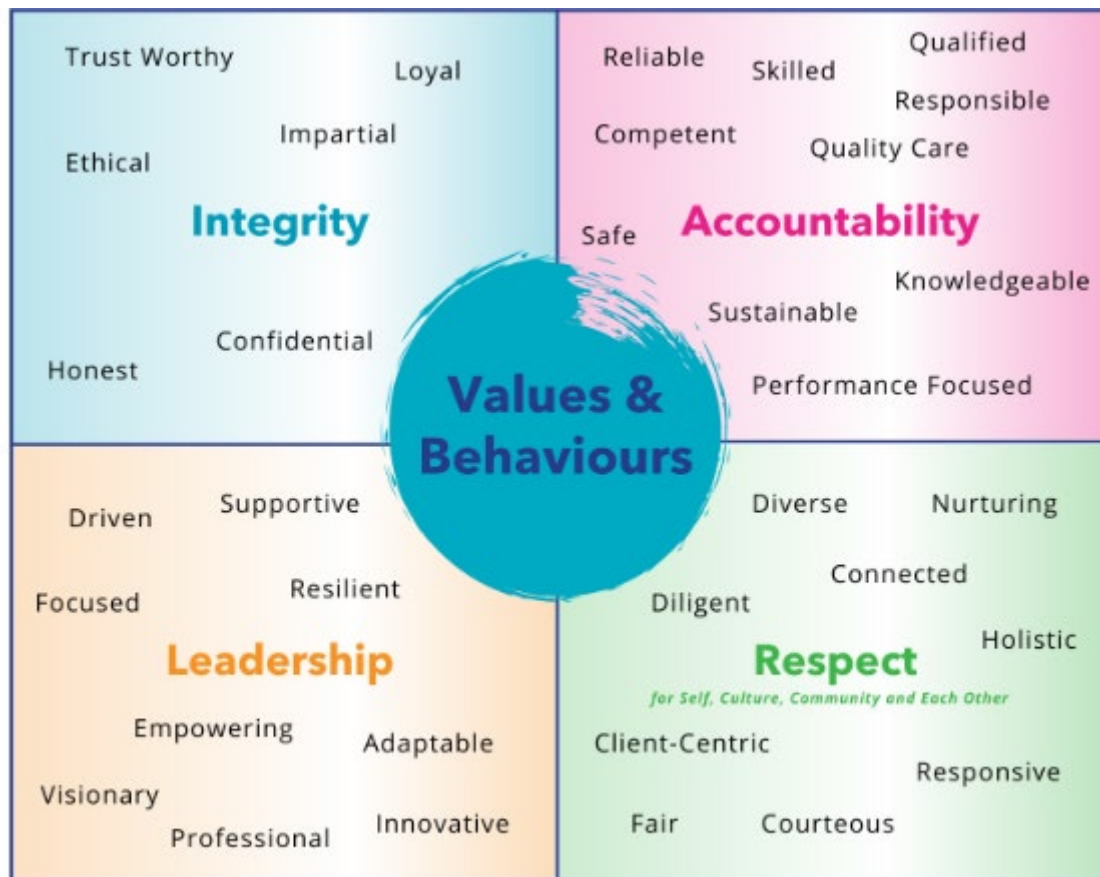 Trust Worthy
Loyal
Impartial
Ethical
Integrity
Confidential
Honest
Qualified
Reliable
Skilled
Responsible
Competent
Quality Care
Accountability
Safe
Knowledgeable
Sustainable
Performance Focused
Values &
Behaviours
Driven
Supportive
Resilient
Focused
Leadership
Empowering
Adaptable
Visionary
Professional
Innovative
Diverse
Nurturing
Connected
Diligent
Holistic
Respect
for Self, Culture, Community and Each Other
Client-Centric
Responsive
Fair
Courteous